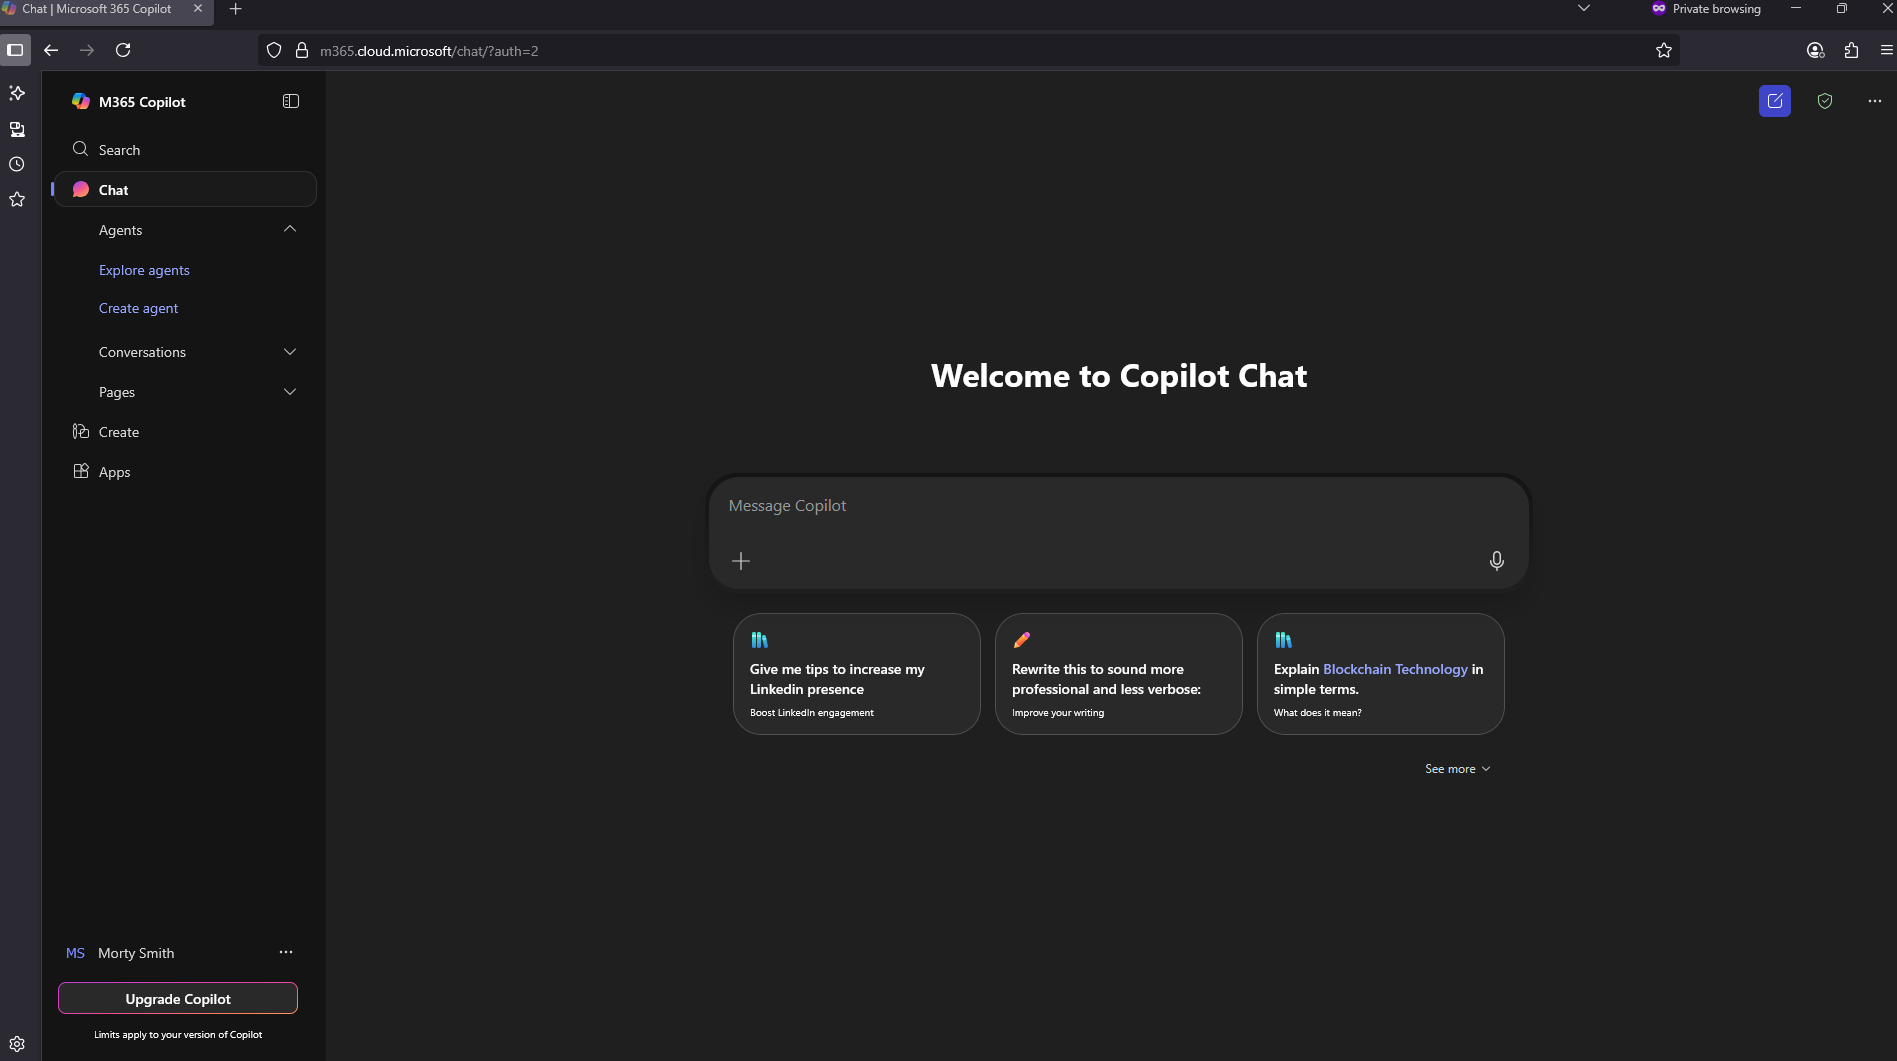 Chat | Microsoft 365 Copilot
Private browsing
m365.cloud.microsoft/chat/?auth=2
M365 Copilot
Search
Chat
Agents
Explore agents
Create agent
Conversations
Pages
Create
Apps
Welcome to Copilot Chat
Message Copilot
Give me tips to increase my
Linkedin presence
Boost LinkedIn engagement
Rewrite this to sound more
professional and less verbose:
Improve your writing
Explain Blockchain Technology in
simple terms.
What does it mean?
See more
MS Morty Smith
Upgrade Copilot
Limits apply to your version of Copilot